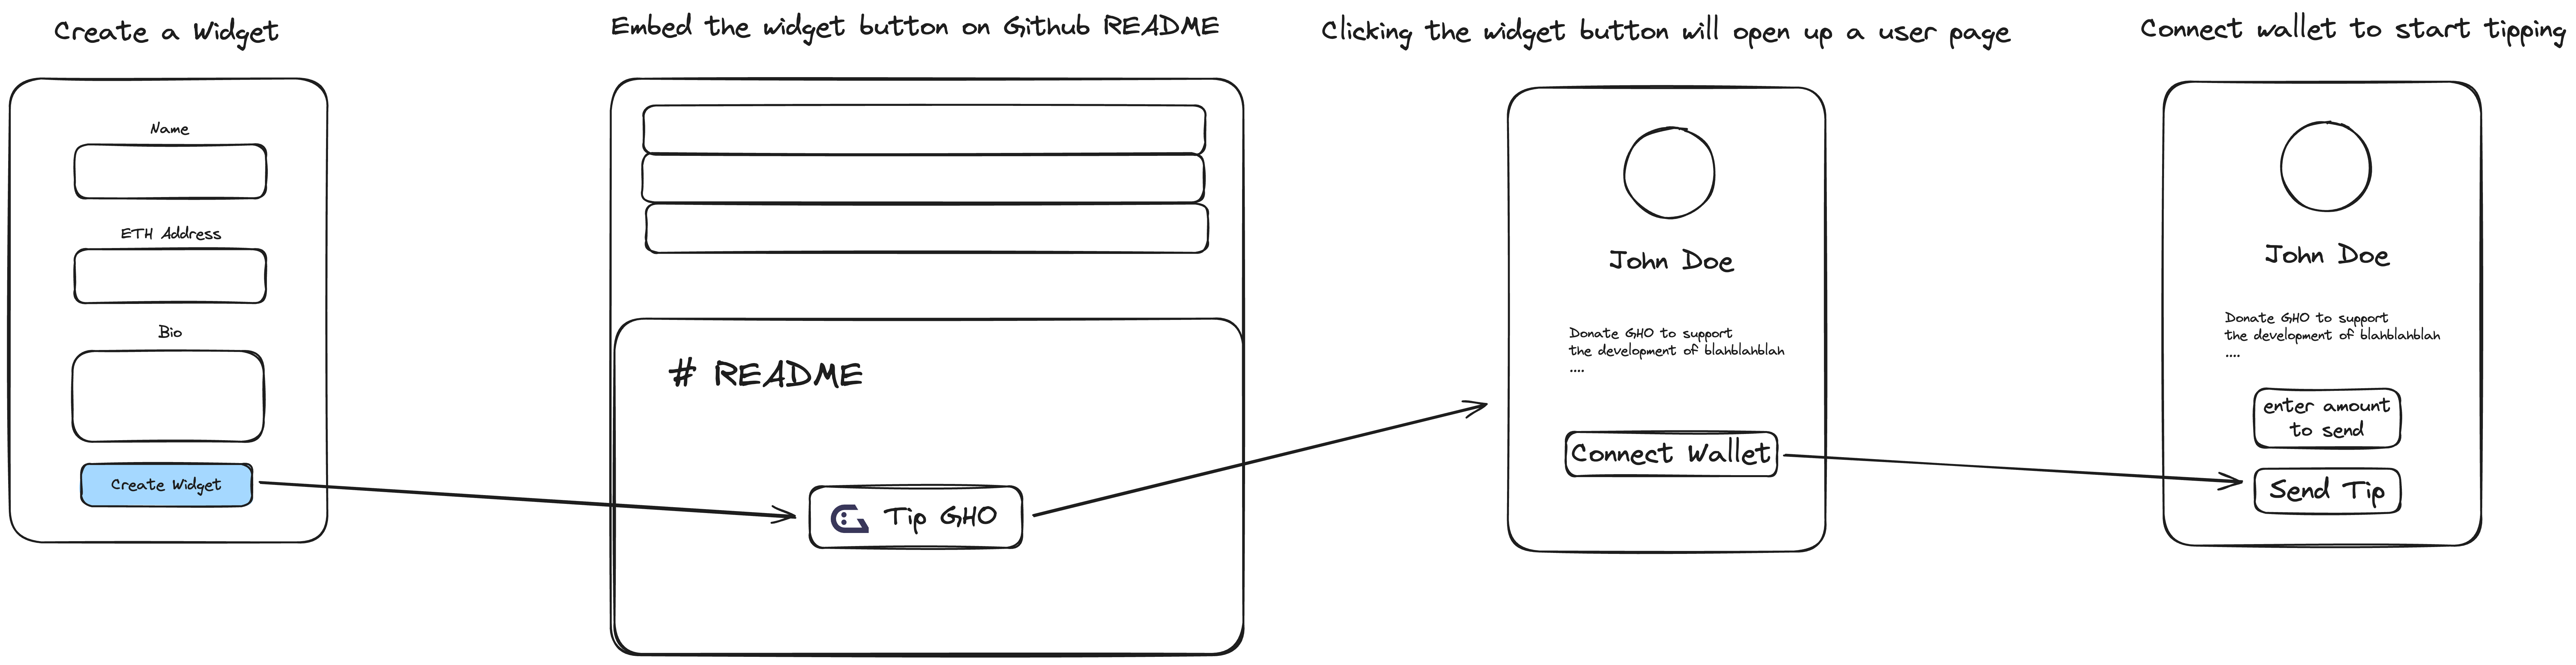 Create a Widget
Name
ETH Address
Bio
Create Widget
Embed the widget button on Github README
# README
Tip GHO
Clicking the widget button will open up a user page
John Doe
Donate GHO to support
the development of blahblahblah
....
Connect Wallet
Connect wallet to start tipping
John Doe
Donate GHO to support
the development of blahblahblah
....
enter amount
to send
Send Tip